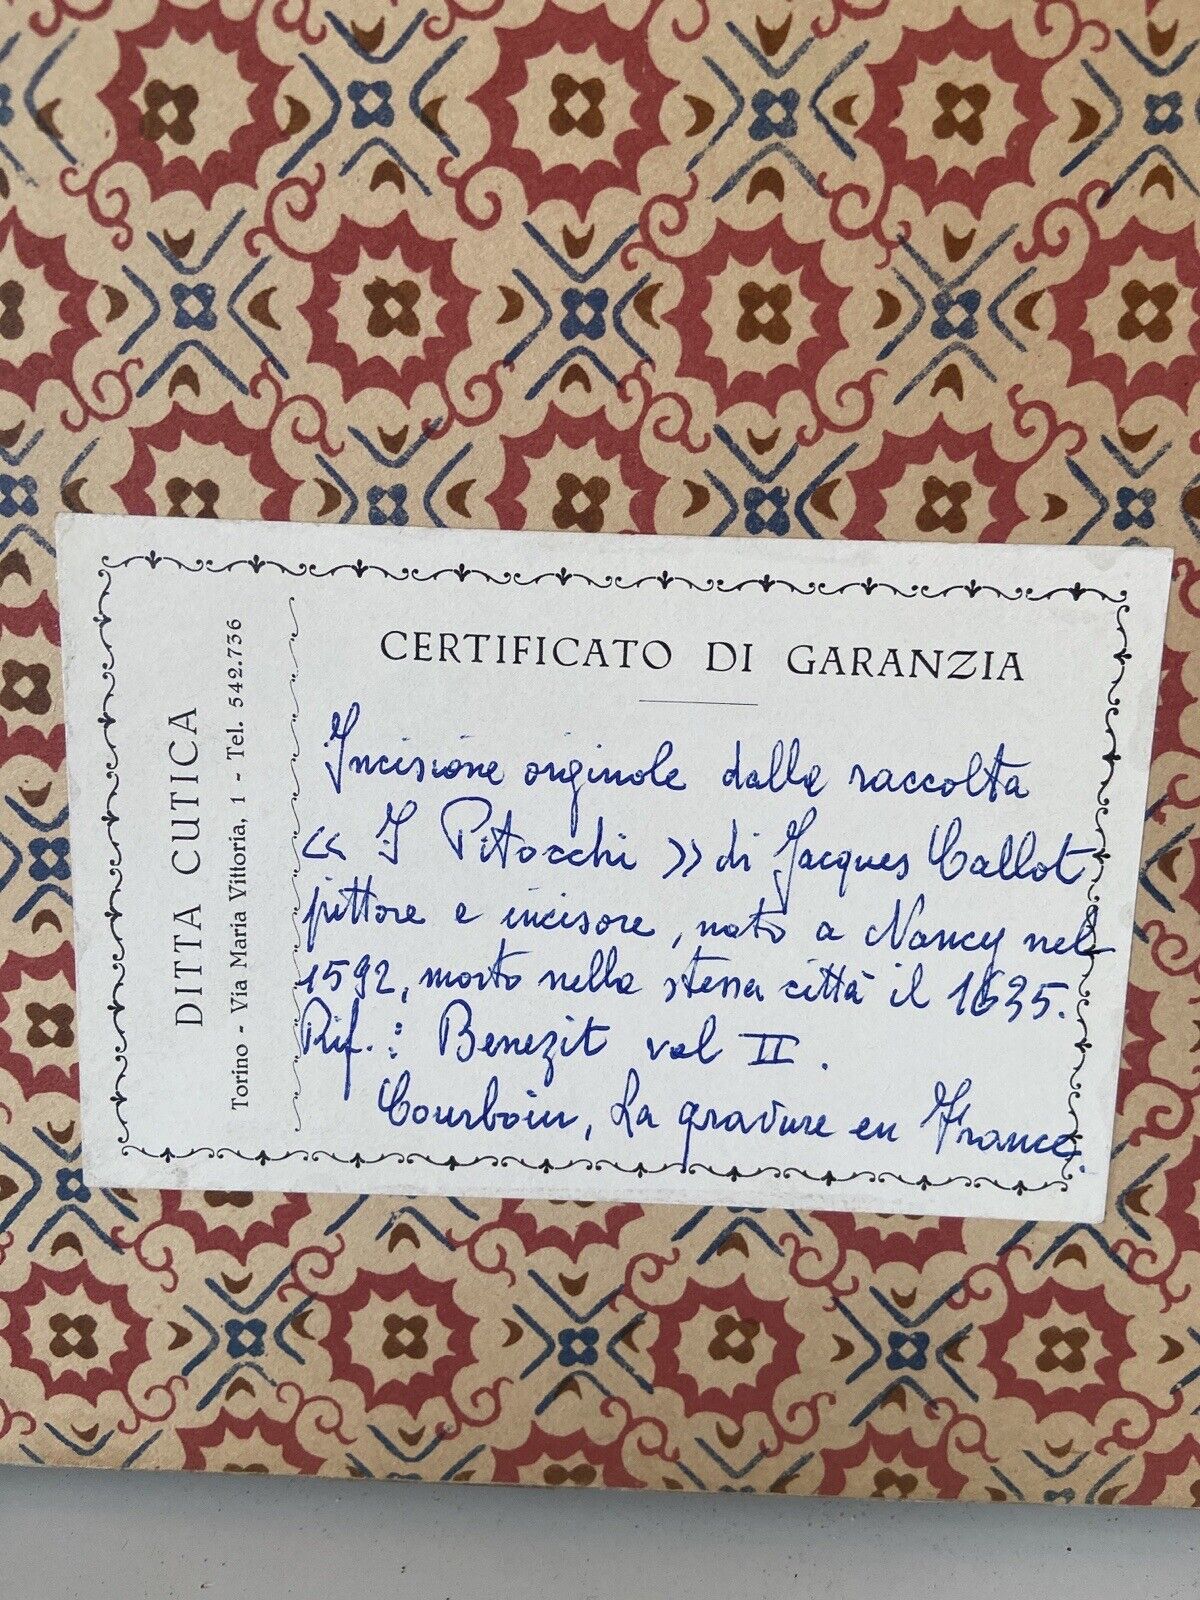 DITTA CUTICA
Torino - Via Maria Vittoria, 1 - Tel. 542.736
CERTIFICATO DI GARANZIA
Incisione originale dalla raccolta
« I Pitocchi » di Jacques Callot
pittore e incisore, nato a Nancy nel
1592, morto nella stessa città il 1635.
Rif. : Benezit vol II .
Courboin, La gravure en France.